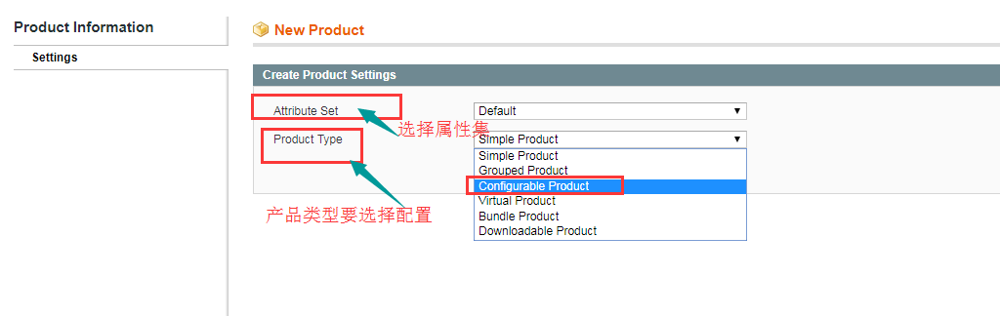 Product Information
Settings
New Product
Create Product Settings
Attribute Set
Default
选择属性集
Product Type
Simple Product
Simple Product
Grouped Product
Configurable Product
Virtual Product
Bundle Product
Downloadable Product
产品类型要选择配置